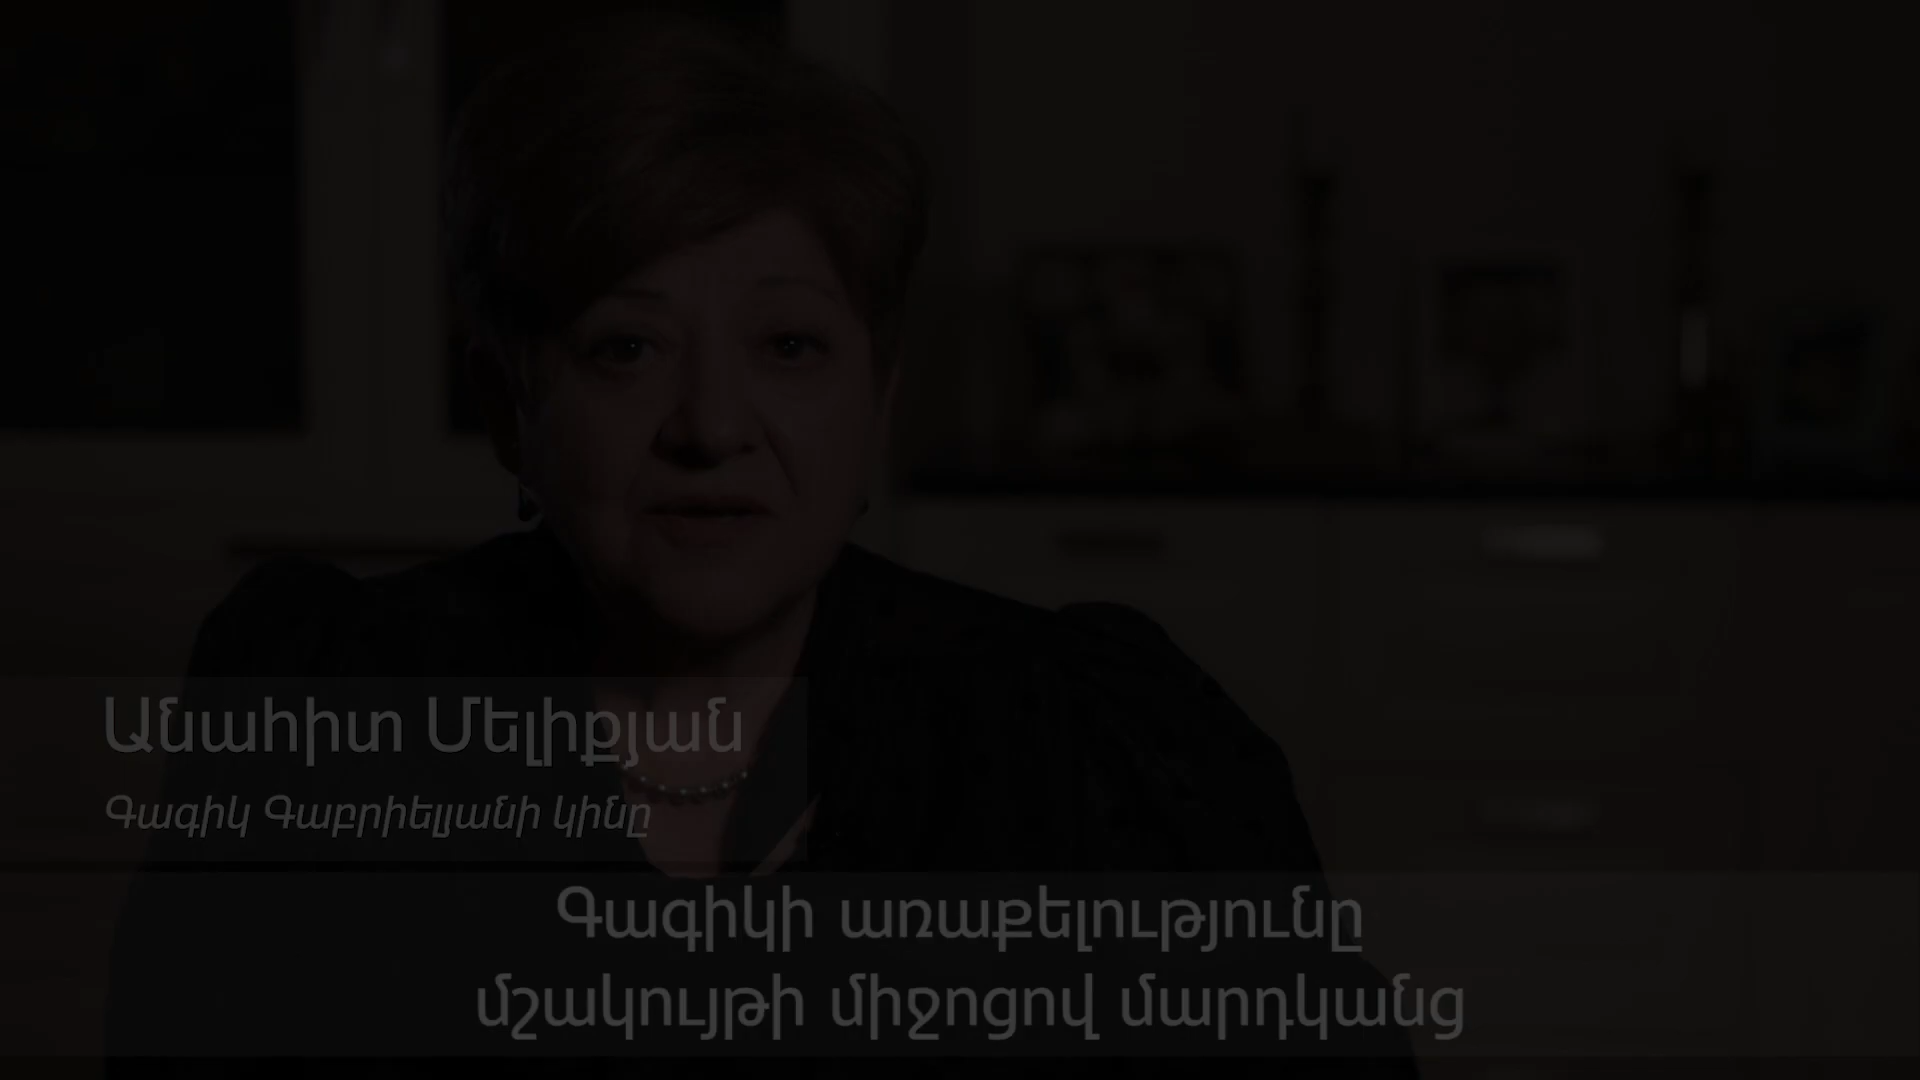 Անահիտ Մելիքյան
Գագիկ Գաբրիելյանի կինը
Գագիկի առաքելությունը
մշակույթի միջոցով մարդկանց